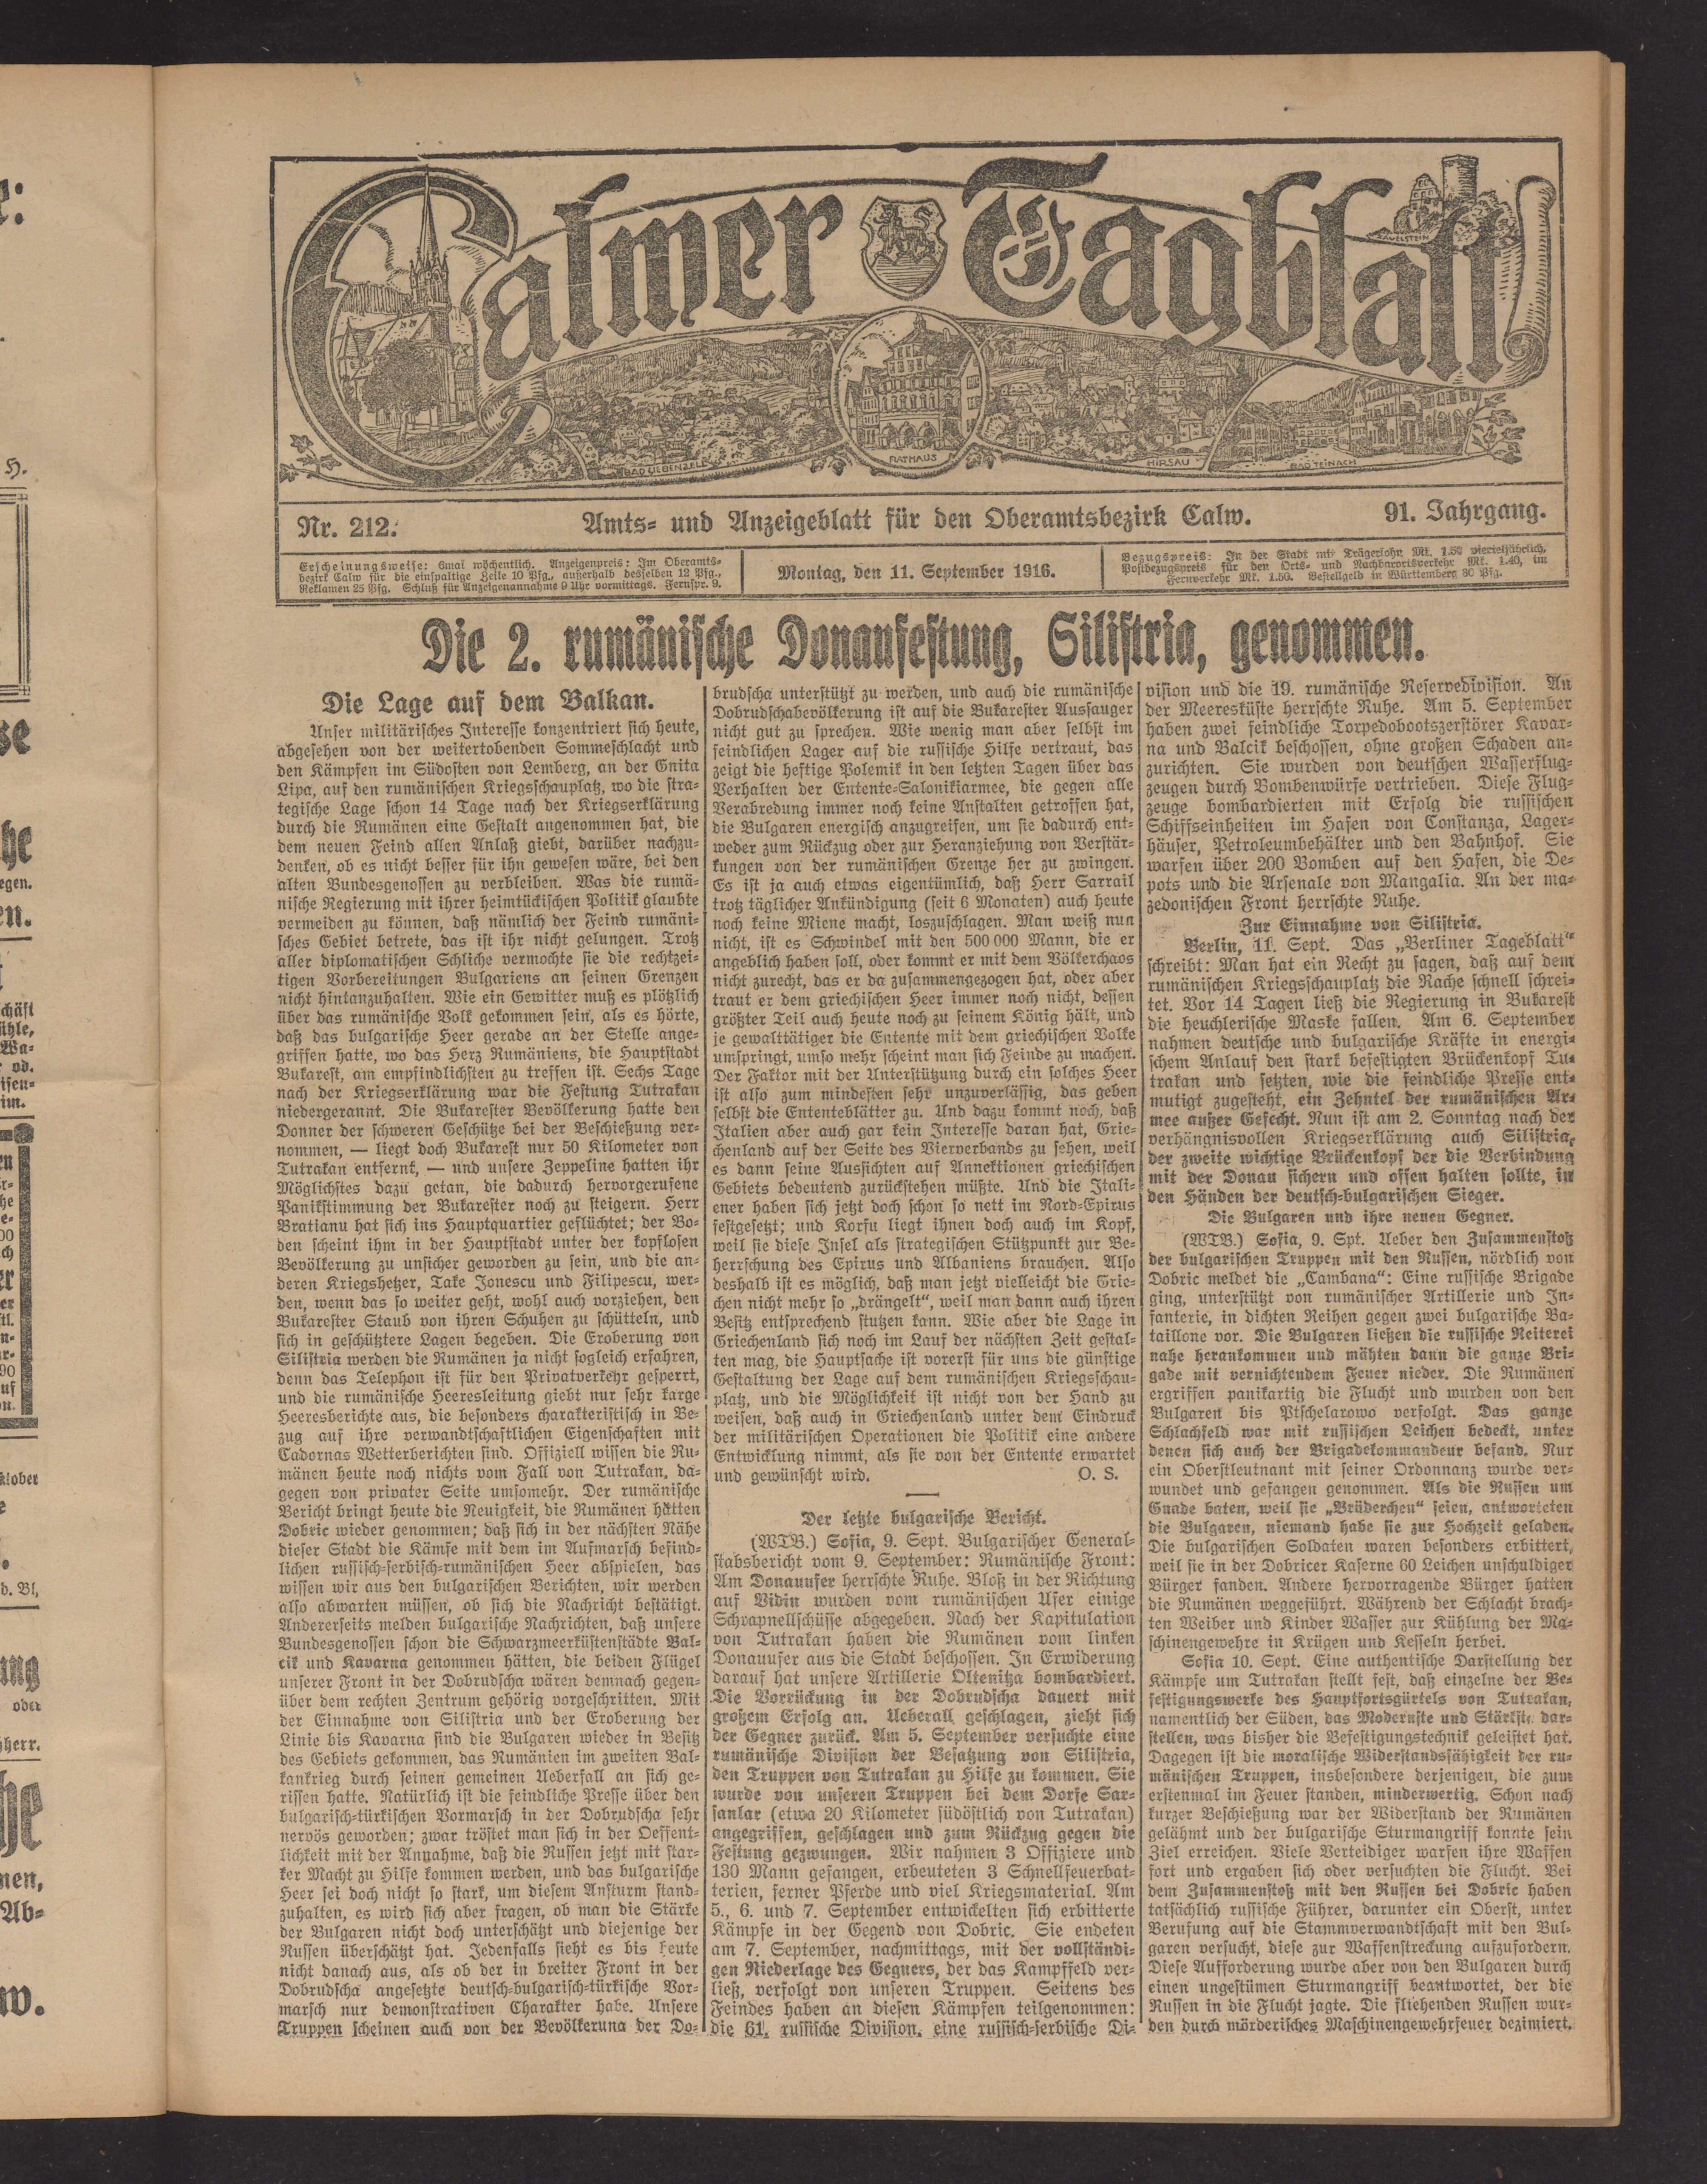 Calwer Tagblatt
ZAVELSTEIN
BAD LIEBENZELL
RATHAUS
HIRSAU
BAD TEINACH
Nr. 212.
Amts- und Anzeigeblatt für den Oberamtsbezirk Calw.
91. Jahrgang.
Erscheinungsweise: 6mal wöchentlich. Anzeigenpreis: Im Oberamts-
bezirk Calw für die einspaltige Zeile 10 Pfg., außerhalb desselben 12 Pfg.,
Reklamen 25 Pfg. Schluß für Anzeigenannahme 9 Uhr vormittags. Fernspr. 9.
Montag, den 11. September 1916.
Bezugspreis: In der Stadt mit Trägerlohn Mk. 1.50 vierteljährlich,
Postbezugspreis für den Orts- und Nachbarortsverkehr Mk. 1.40, im
Fernverkehr Mk. 1.50. Bestellgeld in Württemberg 30 Pfg.
Die 2. rumänische Donaufestung, Silistria, genommen.
Die Lage auf dem Balkan.
Unser militärisches Interesse konzentriert sich heute,
abgesehen von der weitertobenden Sommeschlacht und
den Kämpfen im Südosten von Lemberg, an der Gnita
Lipa, auf den rumänischen Kriegsschauplatz, wo die stra-
tegische Lage schon 14 Tage nach der Kriegserklärung
durch die Rumänen eine Gestalt angenommen hat, die
dem neuen Feind allen Anlaß giebt, darüber nachzu-
denken, ob es nicht besser für ihn gewesen wäre, bei den
alten Bundesgenossen zu verbleiben. Was die rumä-
nische Regierung mit ihrer heimtückischen Politik glaubte
vermeiden zu können, daß nämlich der Feind rumäni-
sches Gebiet betrete, das ist ihr nicht gelungen. Trotz
aller diplomatischen Schliche vermochte sie die rechtzei-
tigen Vorbereitungen Bulgariens an seinen Grenzen
nicht hintanzuhalten. Wie ein Gewitter muß es plötzlich
über das rumänische Volk gekommen sein, als es hörte,
daß das bulgarische Heer gerade an der Stelle ange-
griffen hatte, wo das Herz Rumäniens, die Hauptstadt
Bukarest, am empfindlichsten zu treffen ist. Sechs Tage
nach der Kriegserklärung war die Festung Tutrakan
niedergerannt. Die Bukarester Bevölkerung hatte den
Donner der schweren Geschütze bei der Beschießung ver-
nommen, — liegt doch Bukarest nur 50 Kilometer von
Tutrakan entfernt, — und unsere Zeppeline hatten ihr
Möglichstes dazu getan, die dadurch hervorgerufene
Panikstimmung der Bukarester noch zu steigern. Herr
Bratianu hat sich ins Hauptquartier geflüchtet; der Bo-
den scheint ihm in der Hauptstadt unter der kopflosen
Bevölkerung zu unsicher geworden zu sein, und die an-
deren Kriegshetzer, Take Jonescu und Filipescu, wer-
den, wenn das so weiter geht, wohl auch vorziehen, den
Bukarester Staub von ihren Schuhen zu schütteln, und
sich in geschütztere Lagen begeben. Die Eroberung von
Silistria werden die Rumänen ja nicht sogleich erfahren,
denn das Telephon ist für den Privatverkehr gesperrt,
und die rumänische Heeresleitung giebt nur sehr karge
Heeresberichte aus, die besonders charakteristisch in Be-
zug auf ihre verwandtschaftlichen Eigenschaften mit
Cadornas Wetterberichten sind. Offiziell wissen die Ru-
mänen heute noch nichts vom Fall von Tutrakan, da-
gegen von privater Seite umsomehr. Der rumänische
Bericht bringt heute die Neuigkeit, die Rumänen hätten
Dobric wieder genommen; daß sich in der nächsten Nähe
dieser Stadt die Kämfe mit dem im Aufmarsch befind-
lichen russisch-serbisch-rumänischen Heer abspielen, das
wissen wir aus den bulgarischen Berichten, wir werden
also abwarten müssen, ob sich die Nachricht bestätigt.
Andererseits melden bulgarische Nachrichten, daß unsere
Bundesgenossen schon die Schwarzmeerküstenstädte Bal-
cik und Kavarna genommen hätten, die beiden Flügel
unserer Front in der Dobrudscha wären demnach gegen-
über dem rechten Zentrum gehörig vorgeschritten. Mit
der Einnahme von Silistria und der Eroberung der
Linie bis Kavarna sind die Bulgaren wieder in Besitz
des Gebiets gekommen, das Rumänien im zweiten Bal-
kankrieg durch seinen gemeinen Ueberfall an sich ge-
rissen hatte. Natürlich ist die feindliche Presse über den
bulgarisch-türkischen Vormarsch in der Dobrudscha sehr
nervös geworden; zwar tröstet man sich in der Oeffent-
lichkeit mit der Annahme, daß die Russen jetzt mit star-
ker Macht zu Hilfe kommen werden, und das bulgarische
Heer sei doch nicht so stark, um diesem Ansturm stand-
zuhalten, es wird sich aber fragen, ob man die Stärke
der Bulgaren nicht doch unterschätzt und diejenige der
Russen überschätzt hat. Jedenfalls sieht es bis heute
nicht danach aus, als ob der in breiter Front in der
Dobrudscha angesetzte deutsch-bulgarisch-türkische Vor-
marsch nur demonstrativen Charakter habe. Unsere
Truppen scheinen auch von der Bevölkerung der Do-
brudscha unterstützt zu werden, und auch die rumänische
Dobrudschabevölkerung ist auf die Bukarester Aussauger
nicht gut zu sprechen. Wie wenig man aber selbst im
feindlichen Lager auf die russische Hilfe vertraut, das
zeigt die heftige Polemik in den letzten Tagen über das
Verhalten der Entente-Salonikiarmee, die gegen alle
Verabredung immer noch keine Anstalten getroffen hat,
die Bulgaren energisch anzugreifen, um sie dadurch ent-
weder zum Rückzug oder zur Heranziehung von Verstär-
kungen von der rumänischen Grenze her zu zwingen.
Es ist ja auch etwas eigentümlich, daß Herr Sarrail
trotz täglicher Ankündigung (seit 6 Monaten) auch heute
noch keine Miene macht, loszuschlagen. Man weiß nun
nicht, ist es Schwindel mit den 500 000 Mann, die er
angeblich haben soll, oder kommt er mit dem Völkerchaos
nicht zurecht, das er da zusammengezogen hat, oder aber
traut er dem griechischen Heer immer noch nicht, dessen
größter Teil auch heute noch zu seinem König hält, und
je gewalttätiger die Entente mit dem griechischen Volke
umspringt, umso mehr scheint man sich Feinde zu machen.
Der Faktor mit der Unterstützung durch ein solches Heer
ist also zum mindesten sehr unzuverlässig, das geben
selbst die Ententeblätter zu. Und dazu kommt noch, daß
Italien aber auch gar kein Interesse daran hat, Grie-
chenland auf der Seite des Vierverbands zu sehen, weil
es dann seine Aussichten auf Annektionen griechischen
Gebiets bedeutend zurückstehen müßte. Und die Itali-
ener haben sich jetzt doch schon so nett im Nord-Epirus
festgesetzt; und Korfu liegt ihnen doch auch im Kopf,
weil sie diese Insel als strategischen Stützpunkt zur Be-
herrschung des Epirus und Albaniens brauchen. Also
deshalb ist es möglich, daß man jetzt vielleicht die Grie-
chen nicht mehr so „drängelt“, weil man dann auch ihren
Besitz entsprechend stutzen kann. Wie aber die Lage in
Griechenland sich noch im Lauf der nächsten Zeit gestal-
ten mag, die Hauptsache ist vorerst für uns die günstige
Gestaltung der Lage auf dem rumänischen Kriegsschau-
platz, und die Möglichkeit ist nicht von der Hand zu
weisen, daß auch in Griechenland unter dem Eindruck
der militärischen Operationen die Politik eine andere
Entwicklung nimmt, als sie von der Entente erwartet
und gewünscht wird. O. S.
Der letzte bulgarische Bericht.
(WTB.) Sofia, 9. Sept. Bulgarischer General-
stabsbericht vom 9. September: Rumänische Front:
Am Donauufer herrschte Ruhe. Bloß in der Richtung
auf Vidin wurden vom rumänischen Ufer einige
Schrapnellschüsse abgegeben. Nach der Kapitulation
von Tutrakan haben die Rumänen vom linken
Donauufer aus die Stadt beschossen. In Erwiderung
darauf hat unsere Artillerie Oltenitza bombardiert.
Die Vorrückung in der Dobrudscha dauert mit
großem Erfolg an. Ueberall geschlagen, zieht sich
der Gegner zurück. Am 5. September versuchte eine
rumänische Division der Besatzung von Silistria,
den Truppen von Tutrakan zu Hilfe zu kommen. Sie
wurde von unseren Truppen bei dem Dorfe Sar-
sanlar (etwa 20 Kilometer südöstlich von Tutrakan)
angegriffen, geschlagen und zum Rückzug gegen die
Festung gezwungen. Wir nahmen 3 Offiziere und
130 Mann gefangen, erbeuteten 3 Schnellfeuerbat-
terien, ferner Pferde und viel Kriegsmaterial. Am
5., 6. und 7. September entwickelten sich erbitterte
Kämpfe in der Gegend von Dobric. Sie endeten
am 7. September, nachmittags, mit der vollständi-
gen Niederlage des Gegners, der das Kampffeld ver-
ließ, verfolgt von unseren Truppen. Seitens des
Feindes haben an diesen Kämpfen teilgenommen:
die 61. russische Division, eine russisch-serbische Di-
vision und die 19. rumänische Reservedivision. An
der Meeresküste herrschte Ruhe. Am 5. September
haben zwei feindliche Torpedobootszerstörer Kavar-
na und Balcik beschossen, ohne großen Schaden an-
zurichten. Sie wurden von deutschen Wasserflug-
zeugen durch Bombenwürfe vertrieben. Diese Flug-
zeuge bombardierten mit Erfolg die russischen
Schiffseinheiten im Hafen von Constanza, Lager-
häuser, Petroleumbehälter und den Bahnhof. Sie
warfen über 200 Bomben auf den Hafen, die De-
pots und die Arsenale von Mangalia. An der ma-
zedonischen Front herrschte Ruhe.
Zur Einnahme von Silistria.
Berlin, 11. Sept. Das „Berliner Tageblatt“
schreibt: Man hat ein Recht zu sagen, daß auf dem
rumänischen Kriegsschauplatz die Rache schnell schrei-
tet. Vor 14 Tagen ließ die Regierung in Bukarest
die heuchlerische Maske fallen. Am 6. September
nahmen deutsche und bulgarische Kräfte in energi-
schem Anlauf den stark befestigten Brückenkopf Tu-
trakan und setzten, wie die feindliche Presse ent-
mutigt zugesteht, ein Zehntel der rumänischen Ar-
mee außer Gefecht. Nun ist am 2. Sonntag nach der
verhängnisvollen Kriegserklärung auch Silistria,
der zweite wichtige Brückenkopf der die Verbindung
mit der Donau sichern und offen halten sollte, in
den Händen der deutsch-bulgarischen Sieger.
Die Bulgaren und ihre neuen Gegner.
(WTB.) Sofia, 9. Spt. Ueber den Zusammenstoß
der bulgarischen Truppen mit den Russen, nördlich von
Dobric meldet die „Cambana“: Eine russische Brigade
ging, unterstützt von rumänischer Artillerie und In-
fanterie, in dichten Reihen gegen zwei bulgarische Ba-
taillone vor. Die Bulgaren ließen die russische Reiterei
nahe herankommen und mähten dann die ganze Bri-
gade mit vernichtendem Feuer nieder. Die Rumänen
ergriffen panikartig die Flucht und wurden von den
Bulgaren bis Ptschelarowo verfolgt. Das ganze
Schlachfeld war mit russischen Leichen bedeckt, unter
denen sich auch der Brigadekommandeur befand. Nur
ein Oberstleutnant mit seiner Ordonnanz wurde ver-
wundet und gefangen genommen. Als die Russen um
Gnade baten, weil sie „Brüderchen“ seien, antworteten
die Bulgaren, niemand habe sie zur Hochzeit geladen.
Die bulgarischen Soldaten waren besonders erbittert,
weil sie in der Dobricer Kaserne 60 Leichen unschuldiger
Bürger fanden. Andere hervorragende Bürger hatten
die Rumänen weggeführt. Während der Schlacht brach-
ten Weiber und Kinder Wasser zur Kühlung der Ma-
schinengewehre in Krügen und Kesseln herbei.
Sofia 10. Sept. Eine authentische Darstellung der
Kämpfe um Tutrakan stellt fest, daß einzelne der Be-
festigungswerke des Hauptfortsgürtels von Tutrakan,
namentlich der Süden, das Modernste und Stärkste dar-
stellen, was bisher die Befestigungstechnik geleistet hat.
Dagegen ist die moralische Widerstandsfähigkeit der ru-
mänischen Truppen, insbesondere derjenigen, die zum
erstenmal im Feuer standen, minderwertig. Schon nach
kurzer Beschießung war der Widerstand der Rumänen
gelähmt und der bulgarische Sturmangriff konnte sein
Ziel erreichen. Viele Verteidiger warfen ihre Waffen
fort und ergaben sich oder versuchten die Flucht. Bei
dem Zusammenstoß mit den Russen bei Dobric haben
tatsächlich russische Führer, darunter ein Oberst, unter
Berufung auf die Stammverwandtschaft mit den Bul-
garen versucht, diese zur Waffenstreckung aufzufordern.
Diese Aufforderung wurde aber von den Bulgaren durch
einen ungestümen Sturmangriff beantwortet, der die
Russen in die Flucht jagte. Die fliehenden Russen wur-
den durch mörderisches Maschinengewehrfeuer dezimiert.